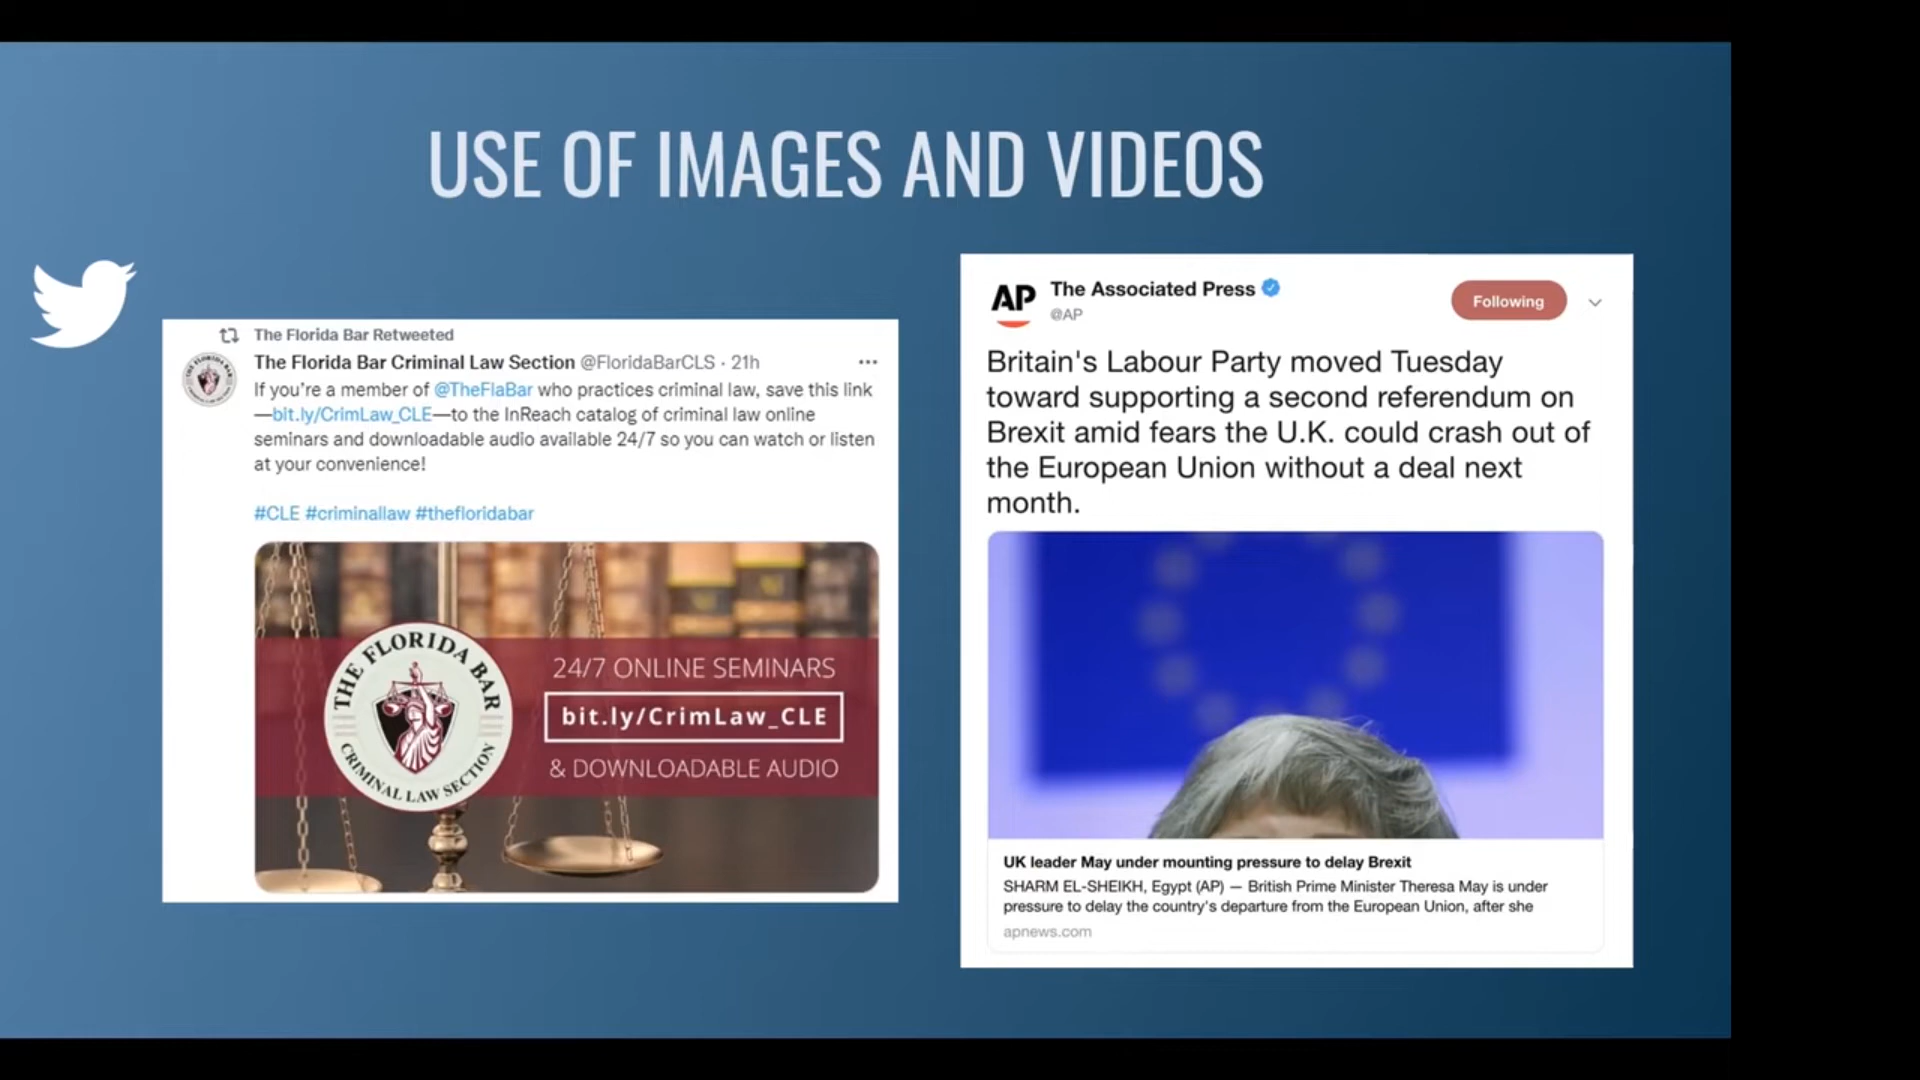 USE OF IMAGES AND VIDEOS
The Florida Bar Retweeted
The Florida Bar Criminal Law Section @FloridaBarCLS · 21h
If you're a member of @TheFlaBar who practices criminal law, save this link
—bit.ly/CrimLaw_CLE—to the InReach catalog of criminal law online
seminars and downloadable audio available 24/7 so you can watch or listen
at your convenience!
#CLE #criminallaw #thefloridabar
THE FLORIDA BAR
CRIMINAL LAW SECTION
24/7 ONLINE SEMINARS
bit.ly/CrimLaw_CLE
& DOWNLOADABLE AUDIO
AP
The Associated Press
@AP
Following
Britain's Labour Party moved Tuesday
toward supporting a second referendum on
Brexit amid fears the U.K. could crash out of
the European Union without a deal next
month.
UK leader May under mounting pressure to delay Brexit
SHARM EL-SHEIKH, Egypt (AP) — British Prime Minister Theresa May is under
pressure to delay the country's departure from the European Union, after she
apnews.com